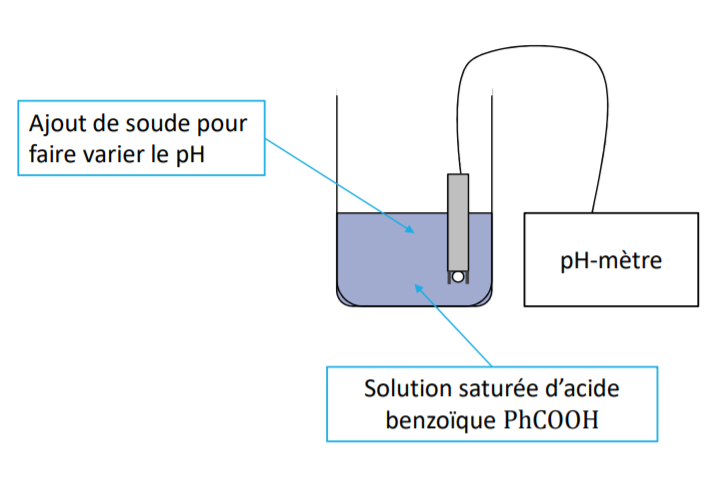 Ajout de soude pour
faire varier le pH
pH-mètre
Solution saturée d’acide
benzoïque PhCOOH